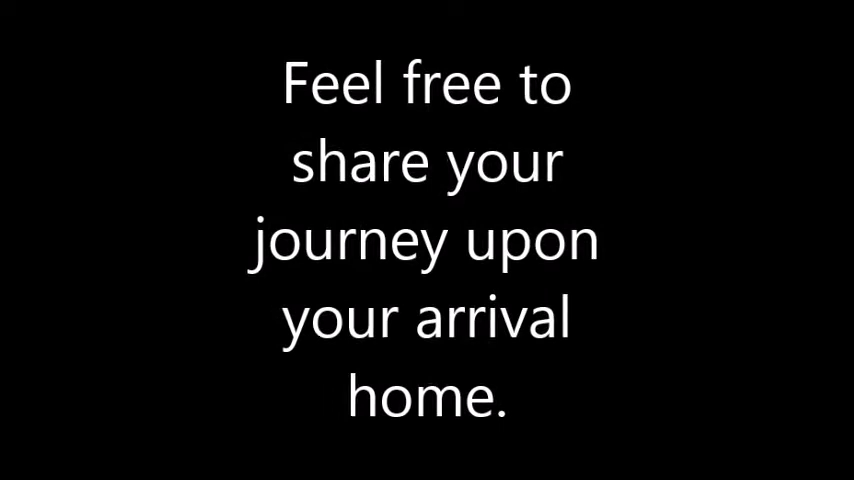 Feel free to
share your
journey upon
your arrival
home.